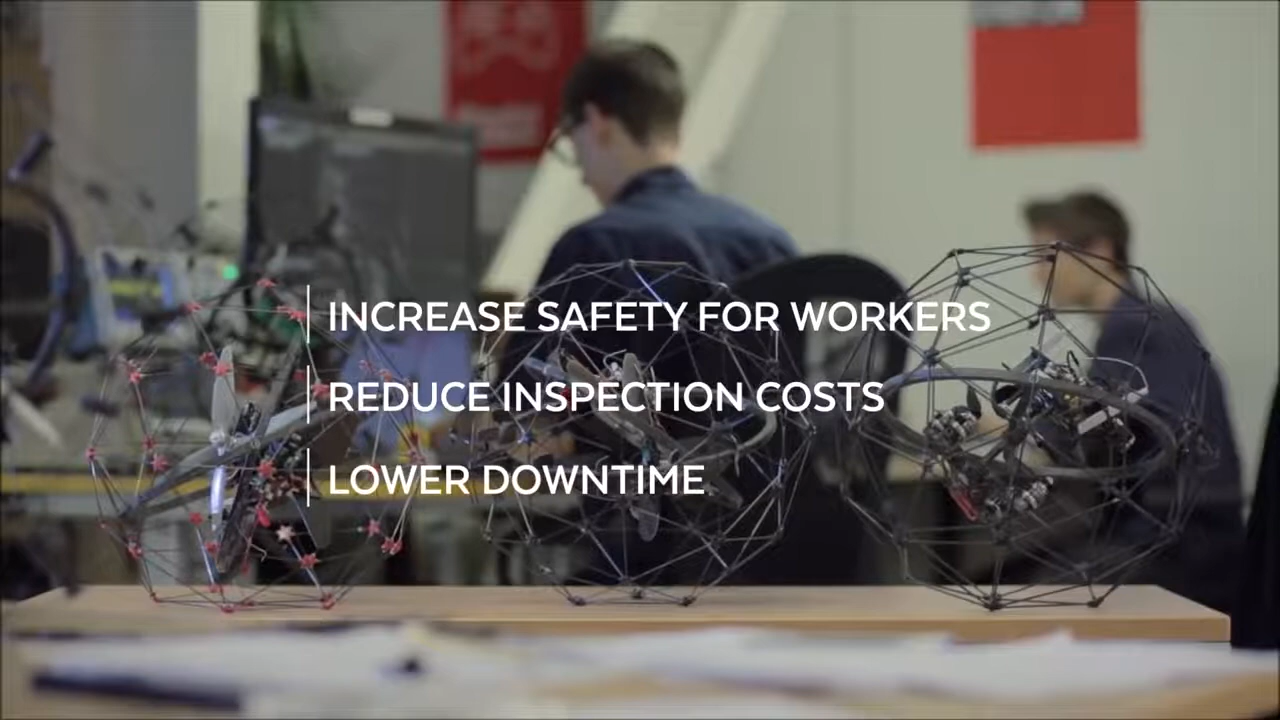 INCREASE SAFETY FOR WORKERS
REDUCE INSPECTION COSTS
LOWER DOWNTIME